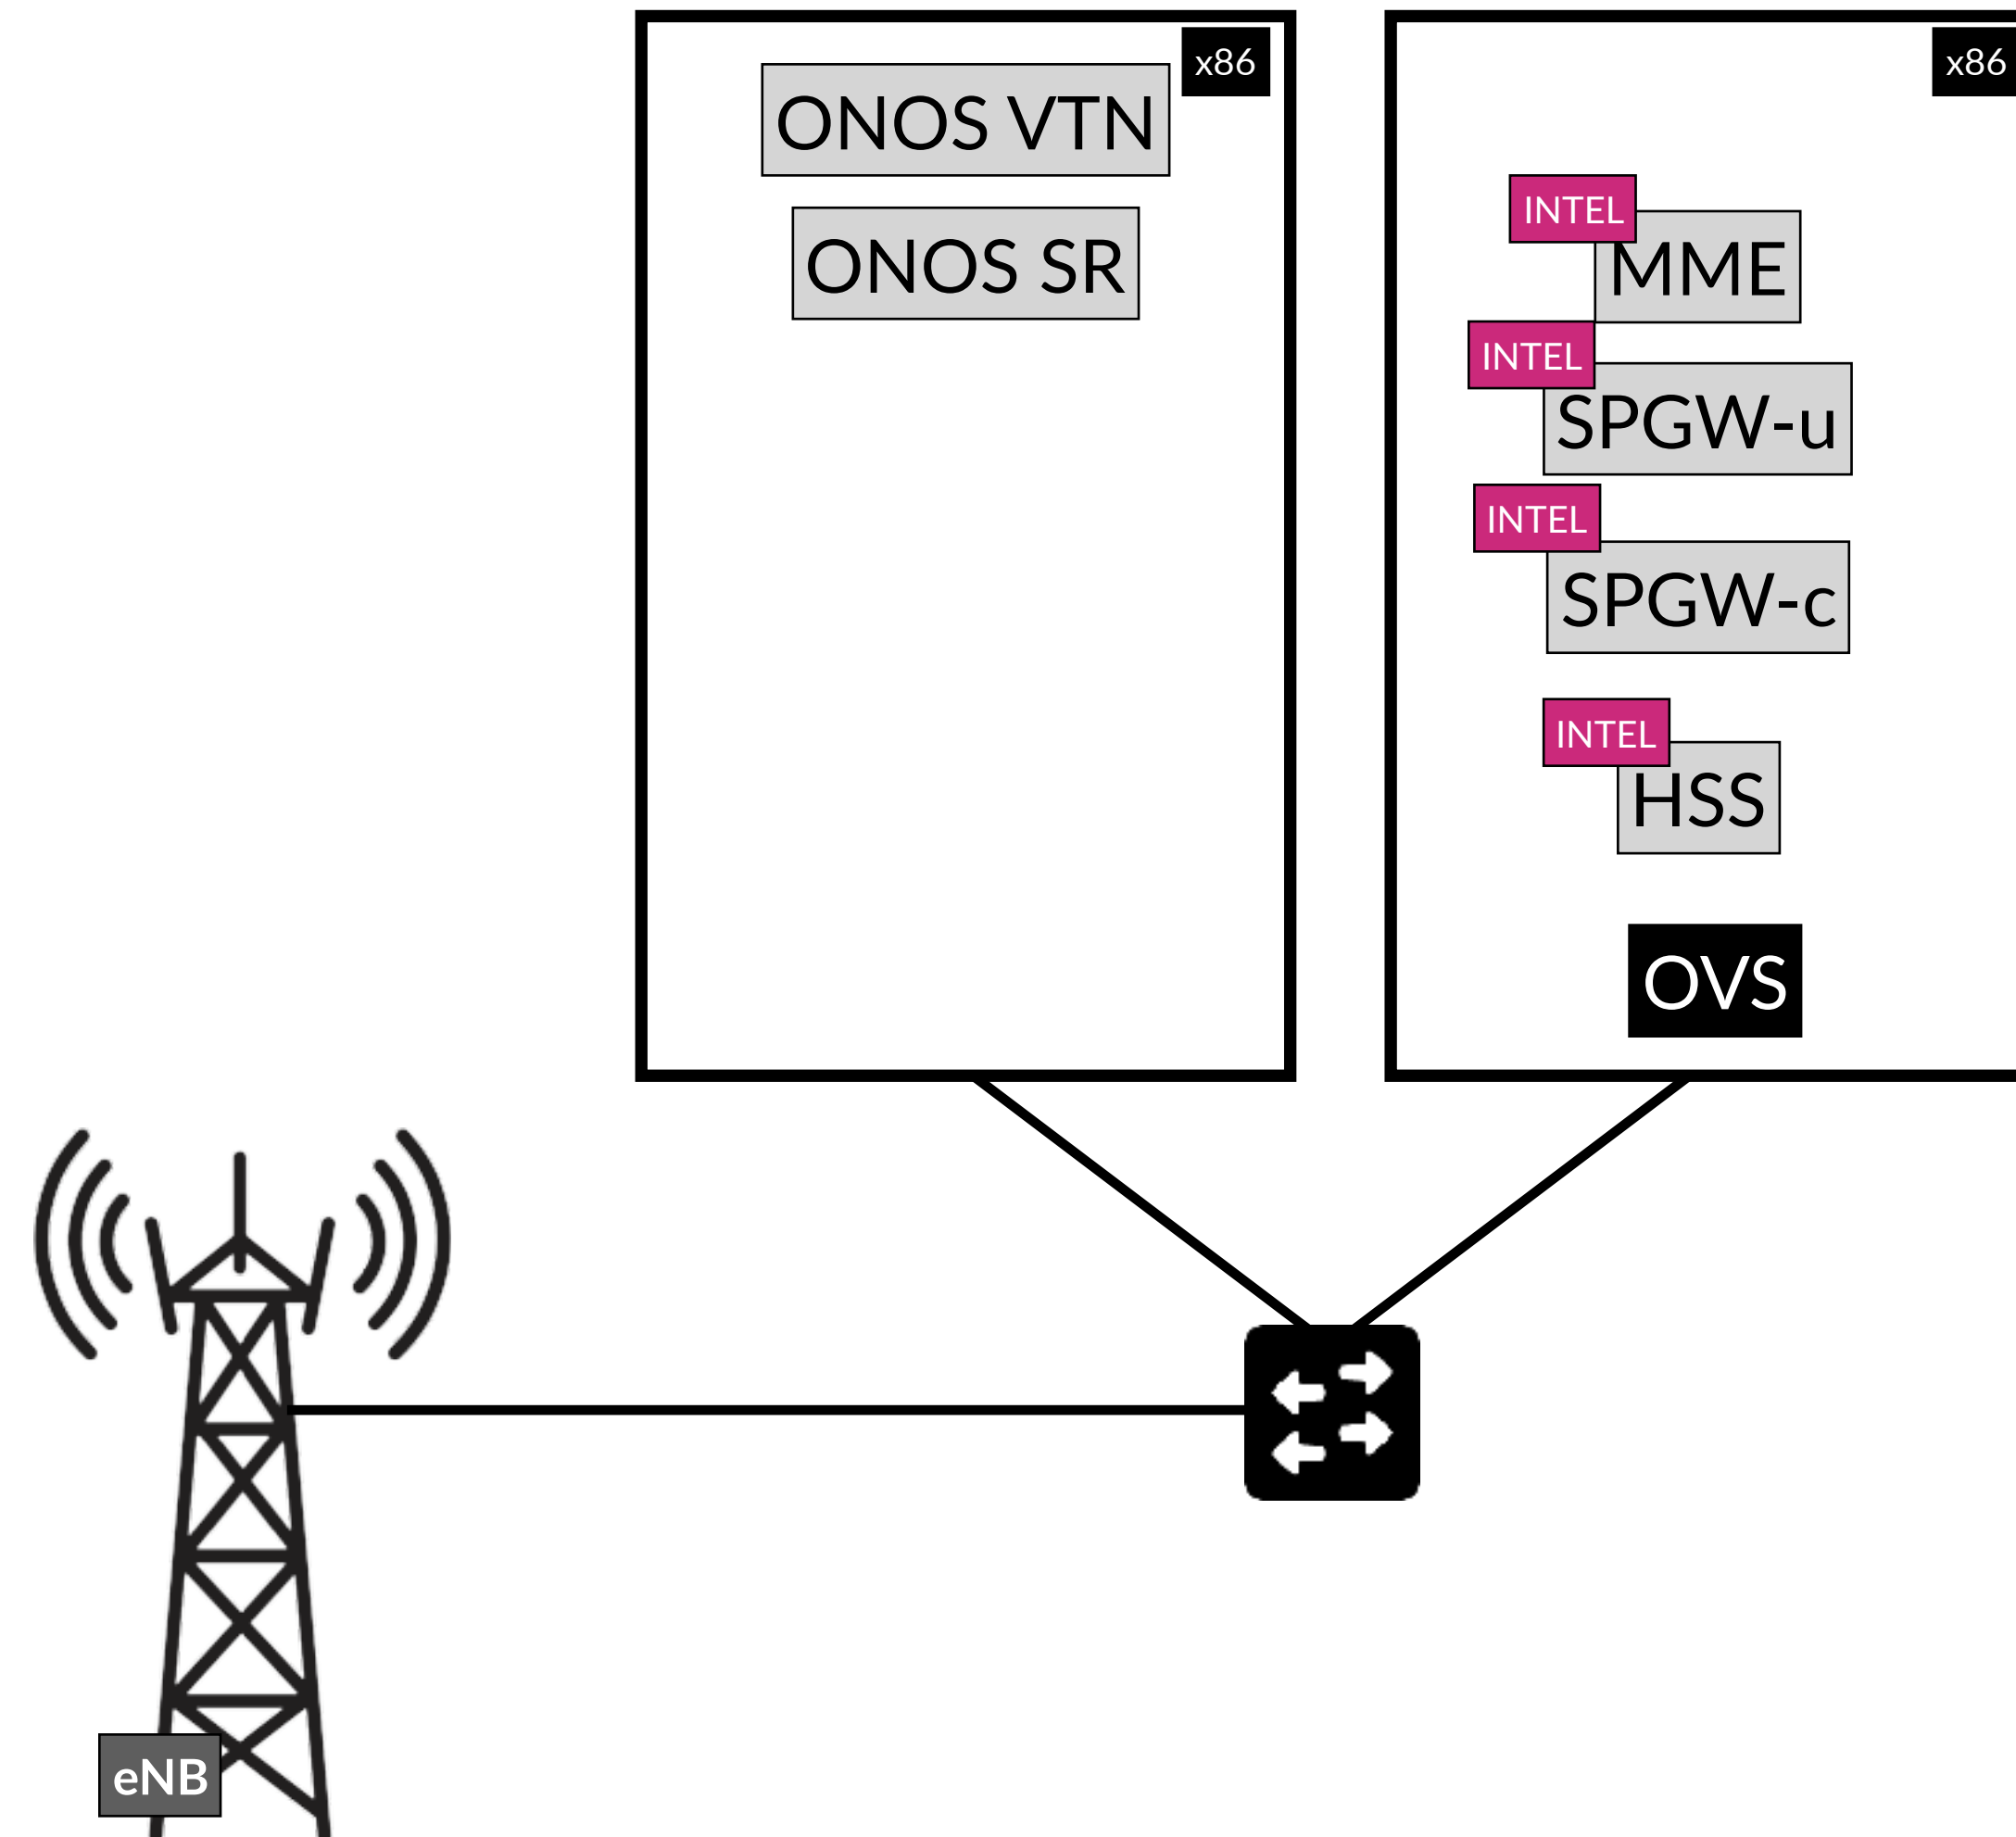 x86
ONOS VTN
ONOS SR
x86
INTEL
MME
INTEL
SPGW-u
INTEL
SPGW-c
INTEL
HSS
OVS
eNB